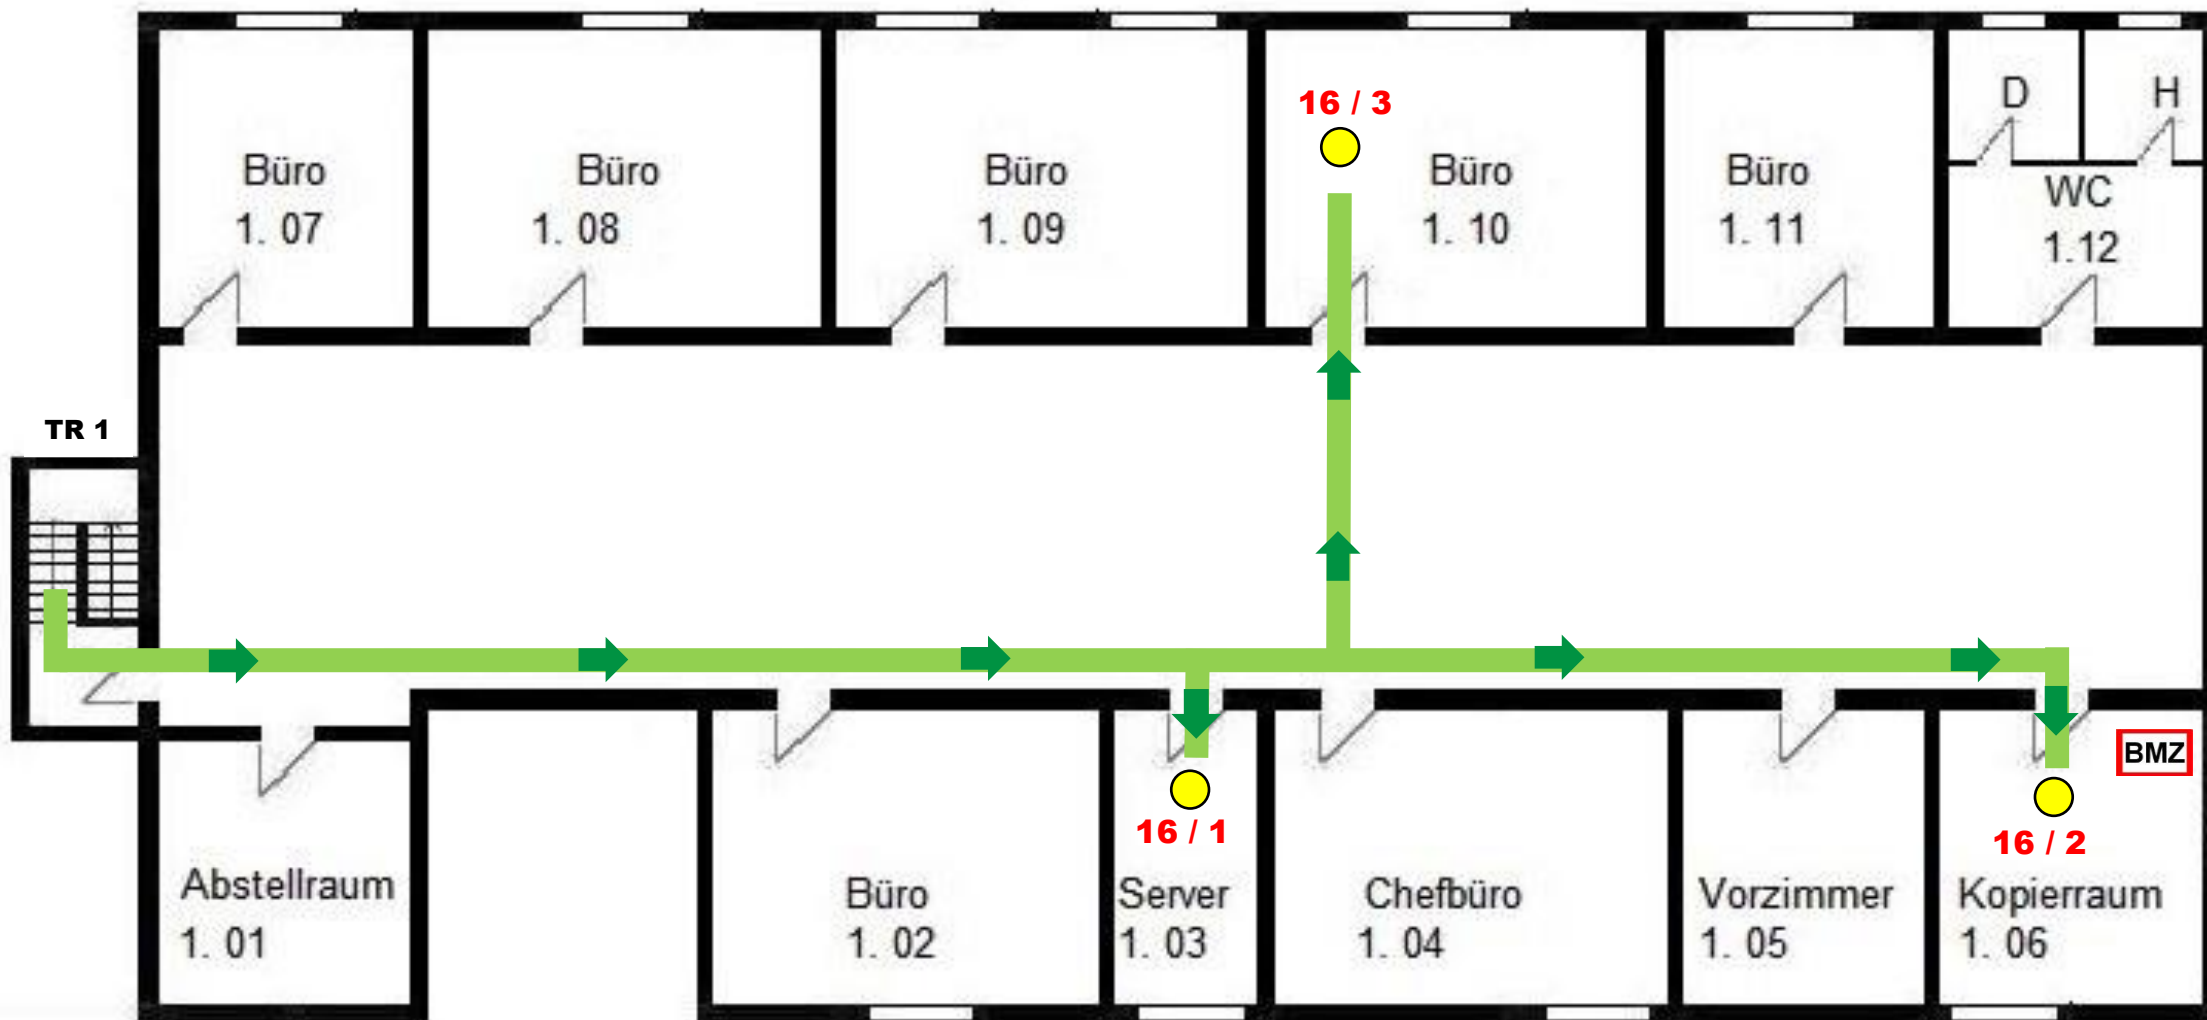 D
H
16 / 3
Büro
1. 07
Büro
1. 08
Büro
1. 09
Büro
1. 10
Büro
1. 11
WC
1.12
TR 1
BMZ
16 / 1
16 / 2
Abstellraum
1. 01
Büro
1. 02
Server
1. 03
Chefbüro
1. 04
Vorzimmer
1. 05
Kopierraum
1. 06